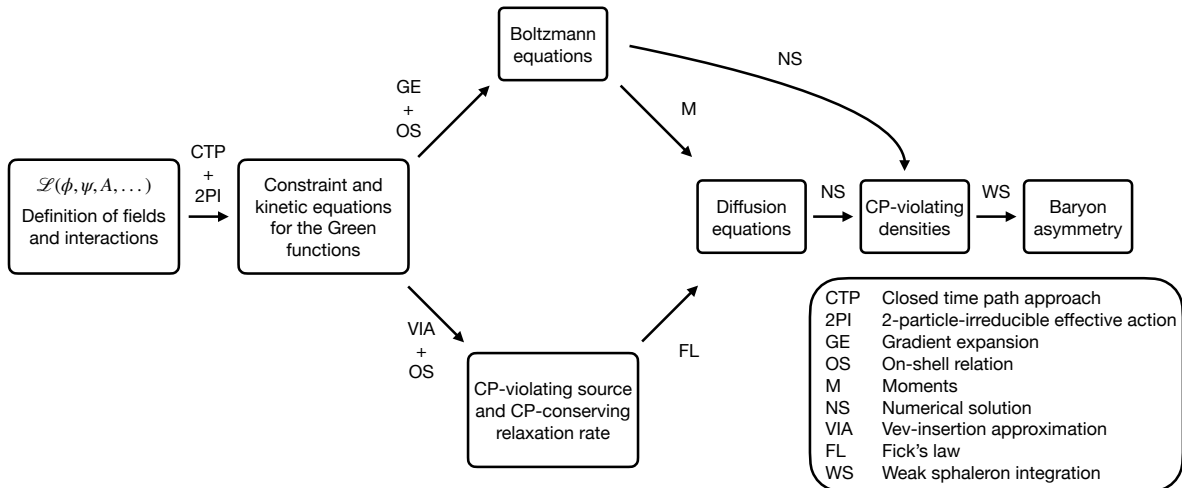 Boltzmann
equations
NS
GE
+
OS
M
CTP
+
2PI
ℒ(ϕ, ψ, A, . . . )
Definition of fields
and interactions
Constraint and
kinetic equations
for the Green
functions
Diffusion
equations
NS
CP-violating
densities
WS
Baryon
asymmetry
VIA
+
OS
FL
CP-violating source
and CP-conserving
relaxation rate
CTP Closed time path approach
2PI 2-particle-irreducible effective action
GE Gradient expansion
OS On-shell relation
M Moments
NS Numerical solution
VIA Vev-insertion approximation
FL Fick's law
WS Weak sphaleron integration